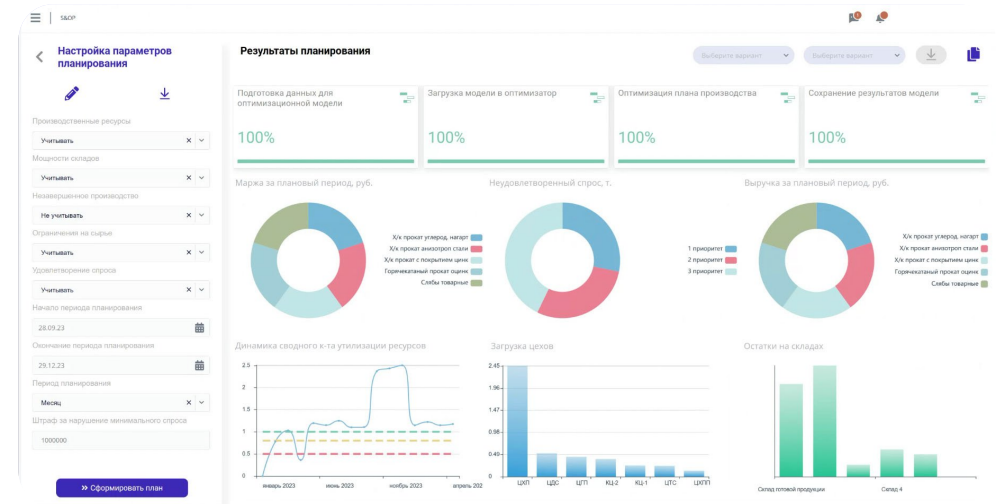 S&OP
Настройка параметров
планирования
Производственные ресурсы
Учитывать
Мощности складов
Учитывать
Незавершенное производство
Не учитывать
Ограничения на сырье
Учитывать
Удовлетворение спроса
Учитывать
Начало периода планирования
28.09.23
Окончание периода планирования
29.12.23
Период планирования
Месяц
Штраф за нарушение минимального спроса
1000000
Сформировать план
Результаты планирования
Выберите вариант
Выберите вариант
Подготовка данных для
оптимизационной модели
100%
Загрузка модели в оптимизатор
100%
Оптимизация плана производства
100%
Сохранение результатов модели
100%
Маржа за плановый период, руб.
Х/к прокат углерод, нагарт
Х/к прокат анизотроп стали
Х/к прокат с покрытием цинк
Горячекатаный прокат оцинк
Слябы товарные
Неудовлетворенный спрос, т.
1 приоритет
2 приоритет
3 приоритет
Выручка за плановый период, руб.
Х/к прокат углерод, нагарт
Х/к прокат анизотроп стали
Х/к прокат с покрытием цинк
Горячекатаный прокат оцинк
Слябы товарные
Динамика сводного к-та утилизации ресурсов
2.5
2
1.5
1
0.5
0
январь 2023
июнь 2023
ноябрь 2023
апрель 202
Загрузка цехов
2.45
1.96
1.47
0.98
0.49
0
ЦХП
ЦДС
ЦГП
КЦ-2
КЦ-1
ЦТС
ЦХПП
Остатки на складах
Склад готовой продукции
Склад 4